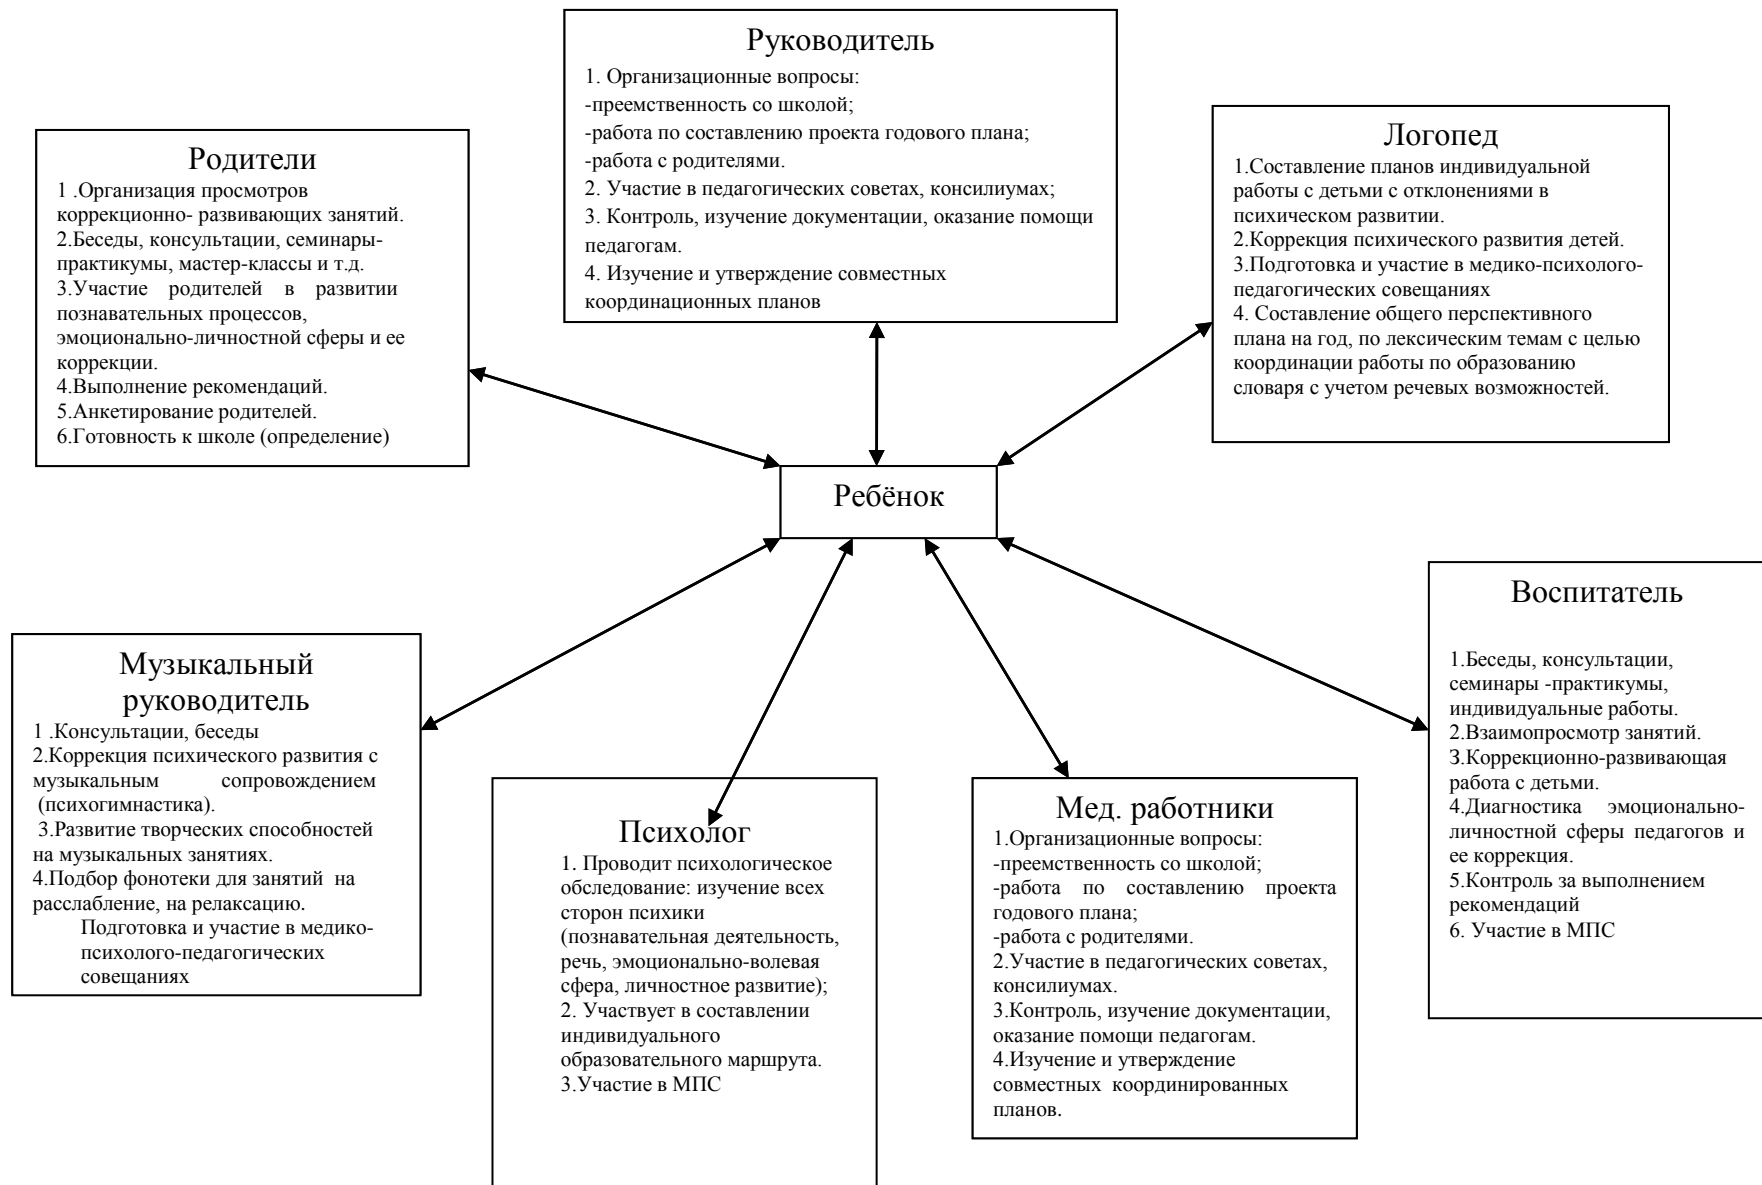 Руководитель
1. Организационные вопросы:
-преемственность со школой;
-работа по составлению проекта годового плана;
-работа с родителями.
2. Участие в педагогических советах, консилиумах;
3. Контроль, изучение документации, оказание помощи
педагогам.
4. Изучение и утверждение совместных
координационных планов
Родители
1 .Организация просмотров
коррекционно- развивающих занятий.
2.Беседы, консультации, семинары-
практикумы, мастер-классы и т.д.
3.Участие родителей в развитии
познавательных процессов,
эмоционально-личностной сферы и ее
коррекции.
4.Выполнение рекомендаций.
5.Анкетирование родителей.
6.Готовность к школе (определение)
Логопед
1.Составление планов индивидуальной
работы с детьми с отклонениями в
психическом развитии.
2.Коррекция психического развития детей.
3.Подготовка и участие в медико-психолого-
педагогических совещаниях
4. Составление общего перспективного
плана на год, по лексическим темам с целью
координации работы по образованию
словаря с учетом речевых возможностей.
Ребёнок
Музыкальный
руководитель
1 .Консультации, беседы
2.Коррекция психического развития с
музыкальным сопровождением
(психогимнастика).
3.Развитие творческих способностей
на музыкальных занятиях.
4.Подбор фонотеки для занятий на
расслабление, на релаксацию.
Подготовка и участие в медико-
психолого-педагогических
совещаниях
Психолог
1. Проводит психологическое
обследование: изучение всех
сторон психики
(познавательная деятельность,
речь, эмоционально-волевая
сфера, личностное развитие);
2. Участвует в составлении
индивидуального
образовательного маршрута.
3.Участие в МПС
Мед. работники
1.Организационные вопросы:
-преемственность со школой;
-работа по составлению проекта
годового плана;
-работа с родителями.
2.Участие в педагогических советах,
консилиумах.
3.Контроль, изучение документации,
оказание помощи педагогам.
4.Изучение и утверждение
совместных координированных
планов.
Воспитатель
1.Беседы, консультации,
семинары -практикумы,
индивидуальные работы.
2.Взаимопросмотр занятий.
3.Коррекционно-развивающая
работа с детьми.
4.Диагностика эмоционально-
личностной сферы педагогов и
ее коррекция.
5.Контроль за выполнением
рекомендаций
6. Участие в МПС